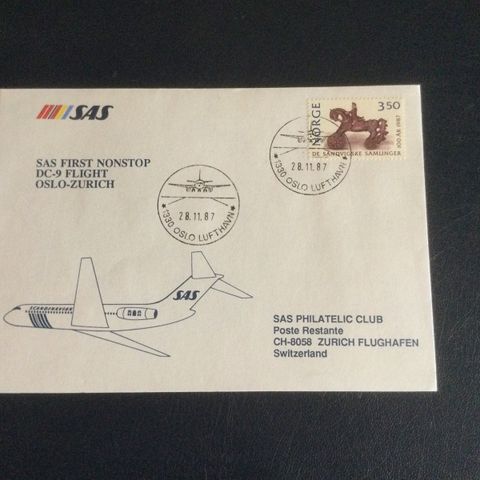 SAS
SAS FIRST NONSTOP
DC-9 FLIGHT
OSLO-ZURICH
28.11.87
1330 OSLO LUFTHAVN
NORGE
350
100 ÅR 1987
DE SANDVIGSKE SAMLINGER
28.11.87
1330 OSLO LUFTHAVN
SCANDINAVIAN
SAS
SAS PHILATELIC CLUB
Poste Restante
CH-8058 ZURICH FLUGHAFEN
Switzerland